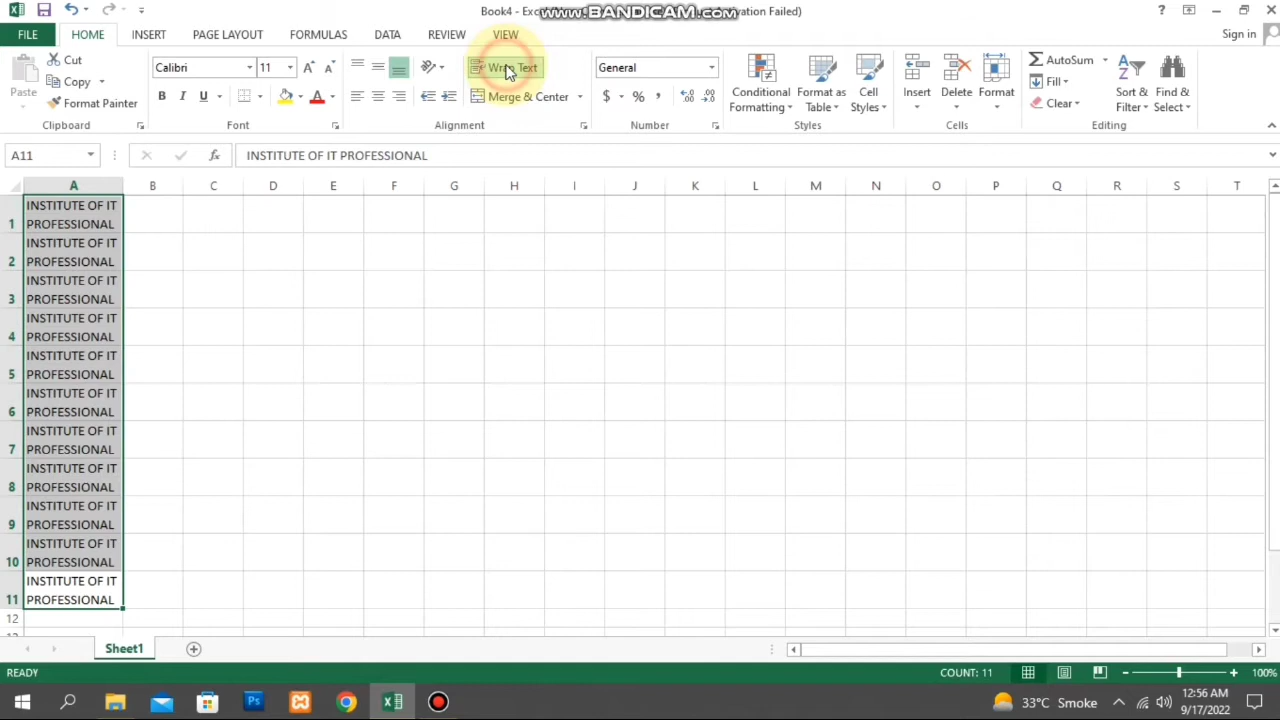 Book4 - Excel
www.BANDICAM.com
Activation Failed)
Sign in
FILE HOME INSERT PAGE LAYOUT FORMULAS DATA REVIEW VIEW
Paste
Cut
Copy
Format Painter
Clipboard
Calibri 11
B I U A
Font
Wrap Text
Merge & Center
Alignment
General
$ % ,
Number
Conditional Formatting
Format as Table
Cell Styles
Styles
Insert
Delete
Format
Cells
AutoSum
Fill
Clear
Sort & Filter
Find & Select
Editing
A11 fx INSTITUTE OF IT PROFESSIONAL
A B C D E F G H I J K L M N O P Q R S T
INSTITUTE OF IT
1 PROFESSIONAL
INSTITUTE OF IT
2 PROFESSIONAL
INSTITUTE OF IT
3 PROFESSIONAL
INSTITUTE OF IT
4 PROFESSIONAL
INSTITUTE OF IT
5 PROFESSIONAL
INSTITUTE OF IT
6 PROFESSIONAL
INSTITUTE OF IT
7 PROFESSIONAL
INSTITUTE OF IT
8 PROFESSIONAL
INSTITUTE OF IT
9 PROFESSIONAL
INSTITUTE OF IT
10 PROFESSIONAL
INSTITUTE OF IT
11 PROFESSIONAL
12
Sheet1
READY COUNT: 11 100%
Ps
33°C Smoke
12:56 AM
9/17/2022